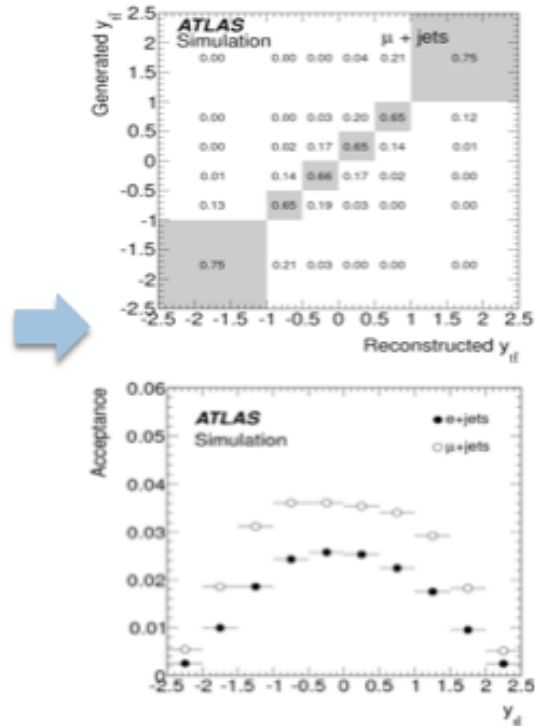 2.5 ATLAS Simulation μ + jets
2
0.00 0.00 0.00 0.04 0.21 0.75
1.5
1
0.00 0.00 0.03 0.20 0.65 0.12
0.5
0.00 0.02 0.17 0.65 0.14 0.01
0
0.01 0.14 0.66 0.17 0.02 0.00
-0.5
0.13 0.65 0.19 0.03 0.00 0.00
-1
-1.5
0.75 0.21 0.03 0.00 0.00 0.00
-2
-2.5
Generated y_tt̄
-2.5 -2 -1.5 -1 -0.5 0 0.5 1 1.5 2 2.5
Reconstructed y_tt̄
0.06
ATLAS
Simulation
e+jets
μ+jets
0.05
0.04
0.03
0.02
0.01
0
Acceptance
-2.5 -2 -1.5 -1 -0.5 0 0.5 1 1.5 2 2.5
y_tt̄